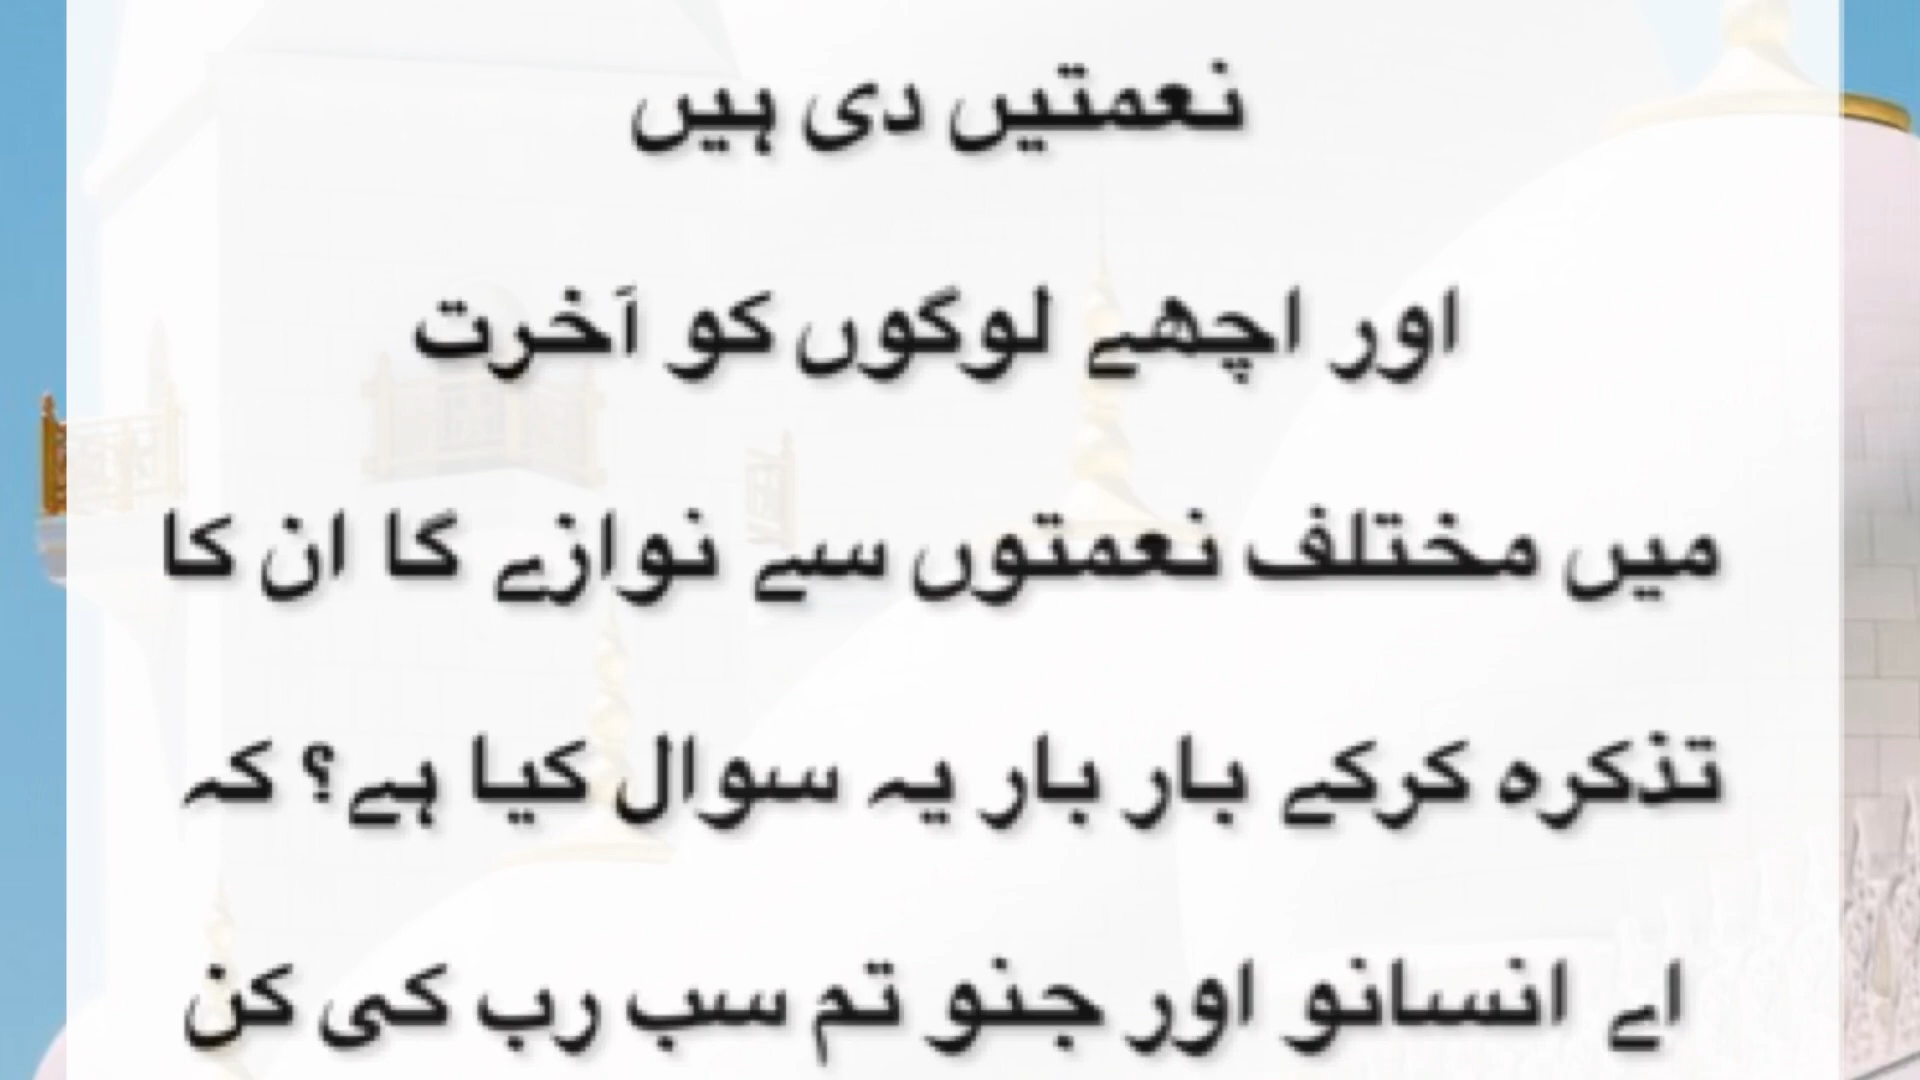 نعمتیں دی ہیں
اور اچھے لوگوں کو آخرت
میں مختلف نعمتوں سے نوازے گا ان کا
تذکرہ کرکے بار بار یہ سوال کیا ہے؟ کہ
اے انسانو اور جنو تم سب رب کی کن